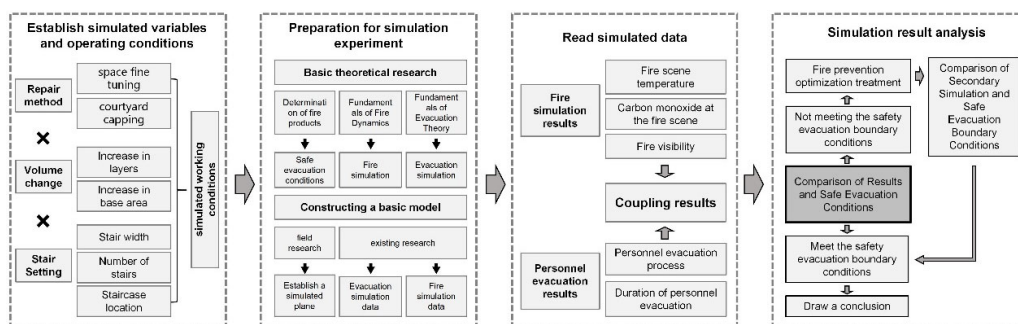 Establish simulated variables
and operating conditions
Repair
method
space fine
tuning
courtyard
capping
×
Volume
change
Increase in
layers
Increase in
base area
×
Stair
Setting
Stair width
Number of
stairs
Staircase
location
simulated working
conditions
Preparation for simulation
experiment
Basic theoretical research
Determinati
on of fire
products
Fundament
als of Fire
Dynamics
Fundament
als of
Evacuation
Theory
Safe
evacuation
conditions
Fire
simulation
Evacuation
simulation
Constructing a basic model
field
research
existing research
Establish a
simulated
plane
Evacuation
simulation
data
Fire
simulation
data
Read simulated data
Fire
simulation
results
Fire scene
temperature
Carbon monoxide at
the fire scene
Fire visibility
Coupling results
Personnel
evacuation
results
Personnel evacuation
process
Duration of personnel
evacuation
Simulation result analysis
Fire prevention
optimization treatment
Comparison of
Secondary
Simulation and
Safe
Evacuation
Boundary
Conditions
Not meeting the safety
evacuation boundary
conditions
Comparison of Results
and Safe Evacuation
Conditions
Meet the safety
evacuation boundary
conditions
Draw a conclusion